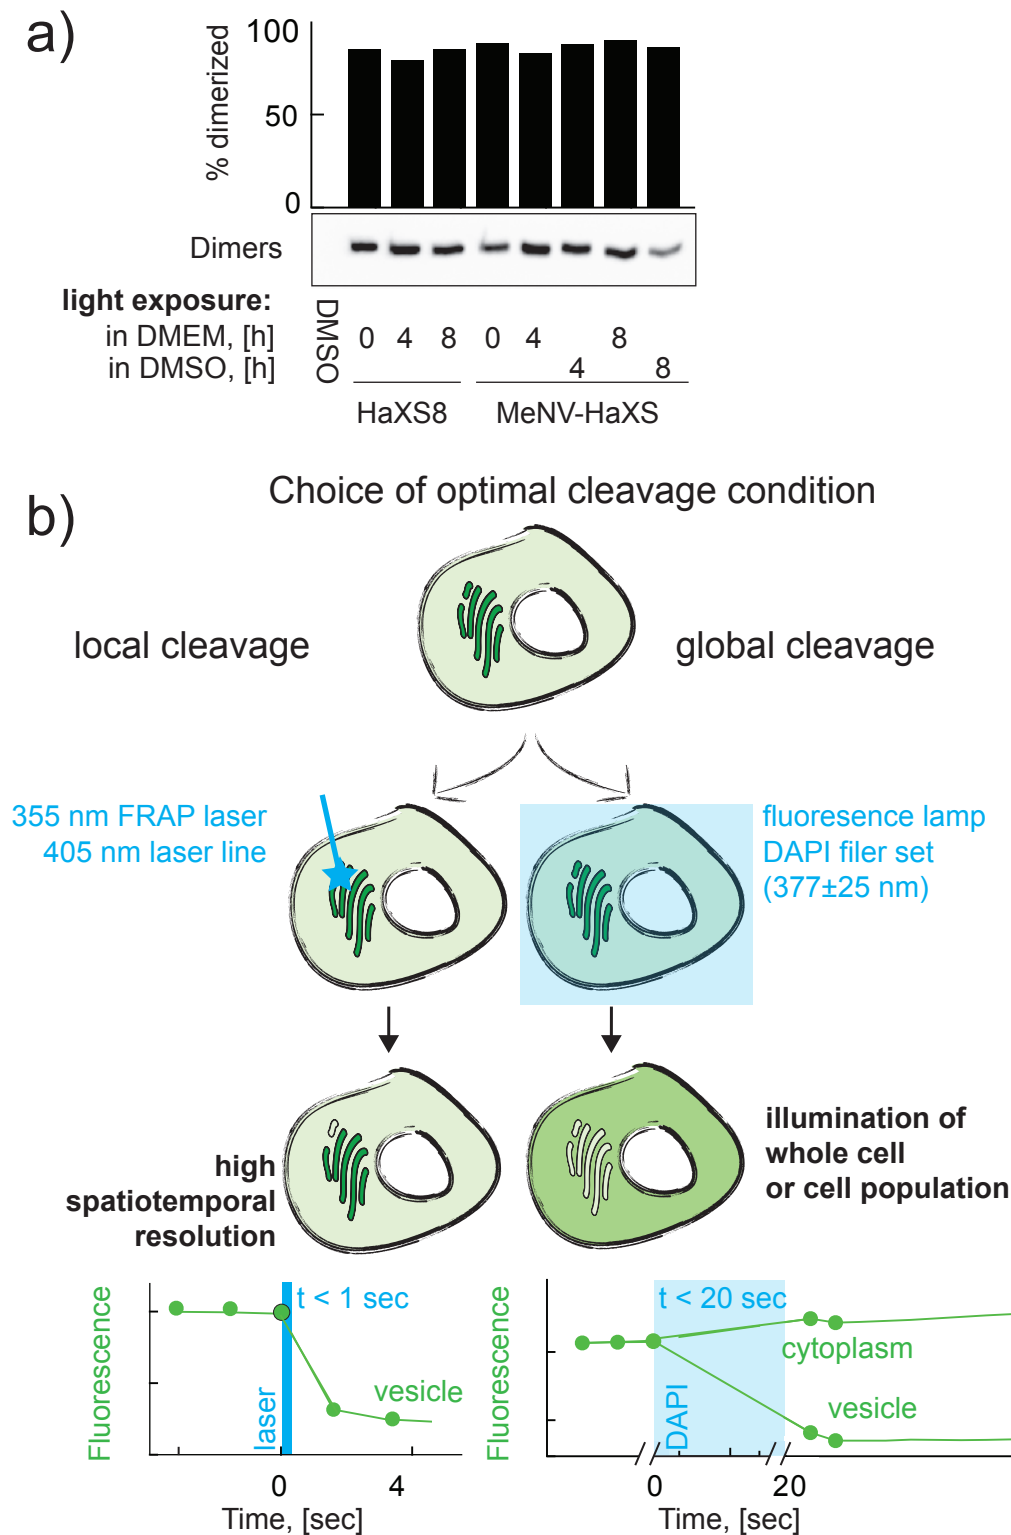 a)
100
50
0
% dimerized
Dimers
light exposure:
DMSO
in DMEM, [h] 0 4 8 0 4 8
in DMSO, [h] 4 8
HaXS8 MeNV-HaXS
b)
Choice of optimal cleavage condition
local cleavage
global cleavage
355 nm FRAP laser
405 nm laser line
fluoresence lamp
DAPI filer set
(377±25 nm)
high
spatiotemporal
resolution
illumination of
whole cell
or cell population
Fluorescence
t < 1 sec
laser
vesicle
0 4
Time, [sec]
Fluorescence
t < 20 sec
cytoplasm
DAPI
vesicle
0 20
Time, [sec]